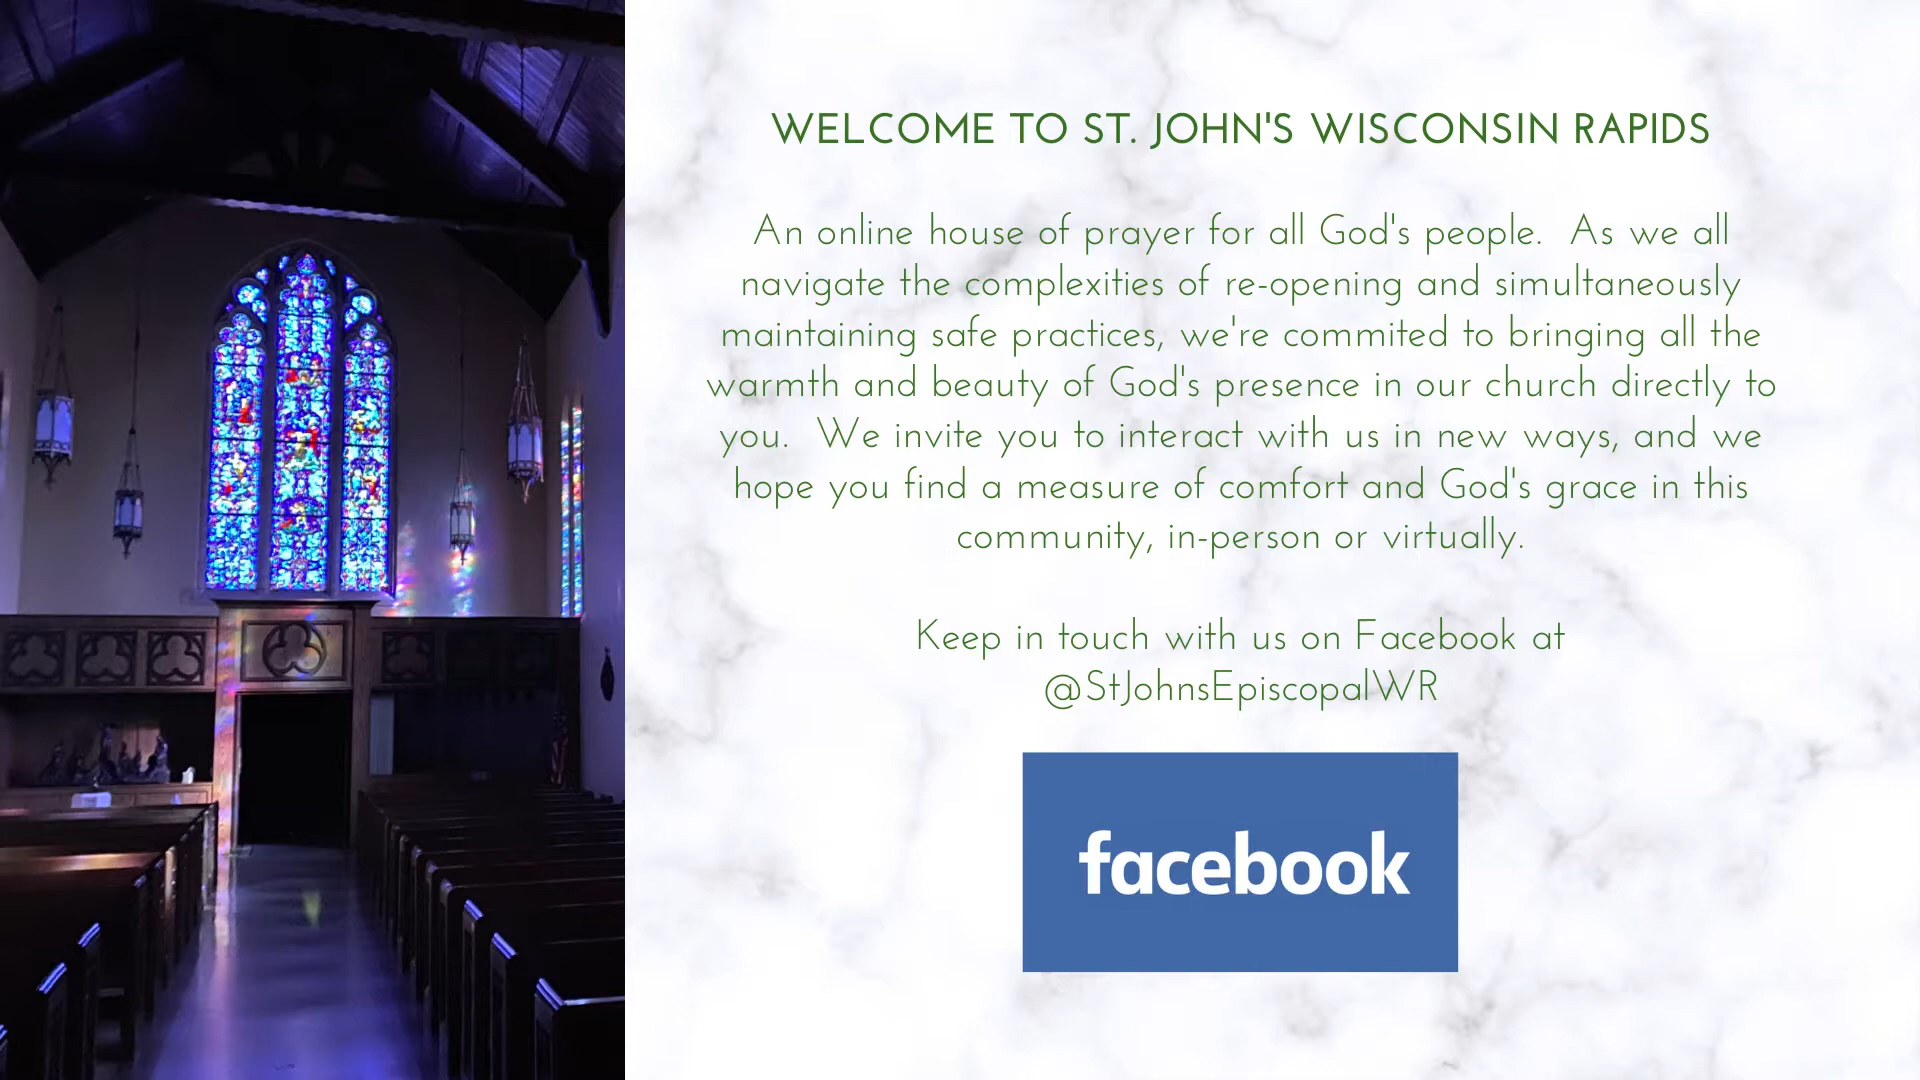 WELCOME TO ST. JOHN'S WISCONSIN RAPIDS
An online house of prayer for all God's people.  As we all
navigate the complexities of re-opening and simultaneously
maintaining safe practices, we're commited to bringing all the
warmth and beauty of God's presence in our church directly to
you.  We invite you to interact with us in new ways, and we
hope you find a measure of comfort and God's grace in this
community, in-person or virtually.
Keep in touch with us on Facebook at
@StJohnsEpiscopalWR
facebook